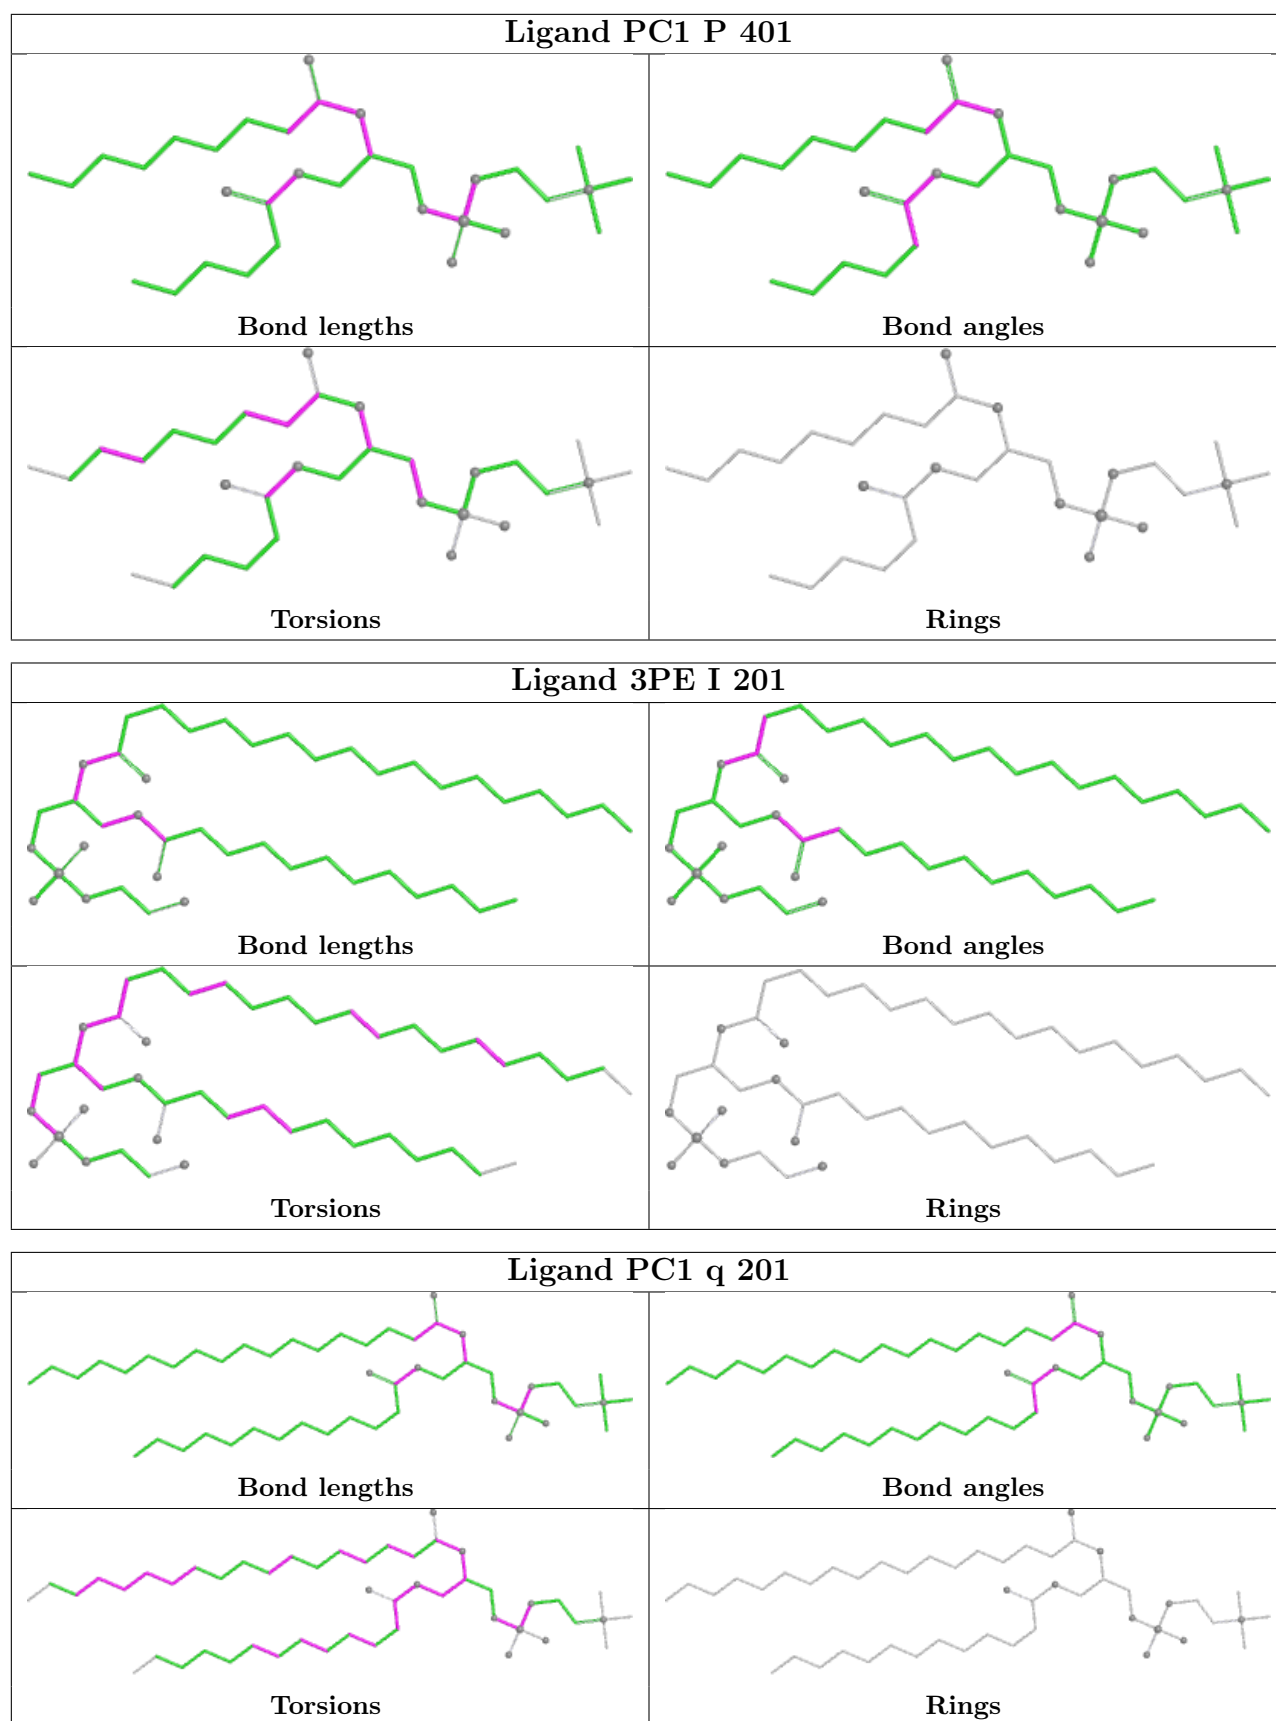 Ligand PC1 P 401
Bond lengths
Bond angles
Torsions
Rings
Ligand 3PE I 201
Bond lengths
Bond angles
Torsions
Rings
Ligand PC1 q 201
Bond lengths
Bond angles
Torsions
Rings